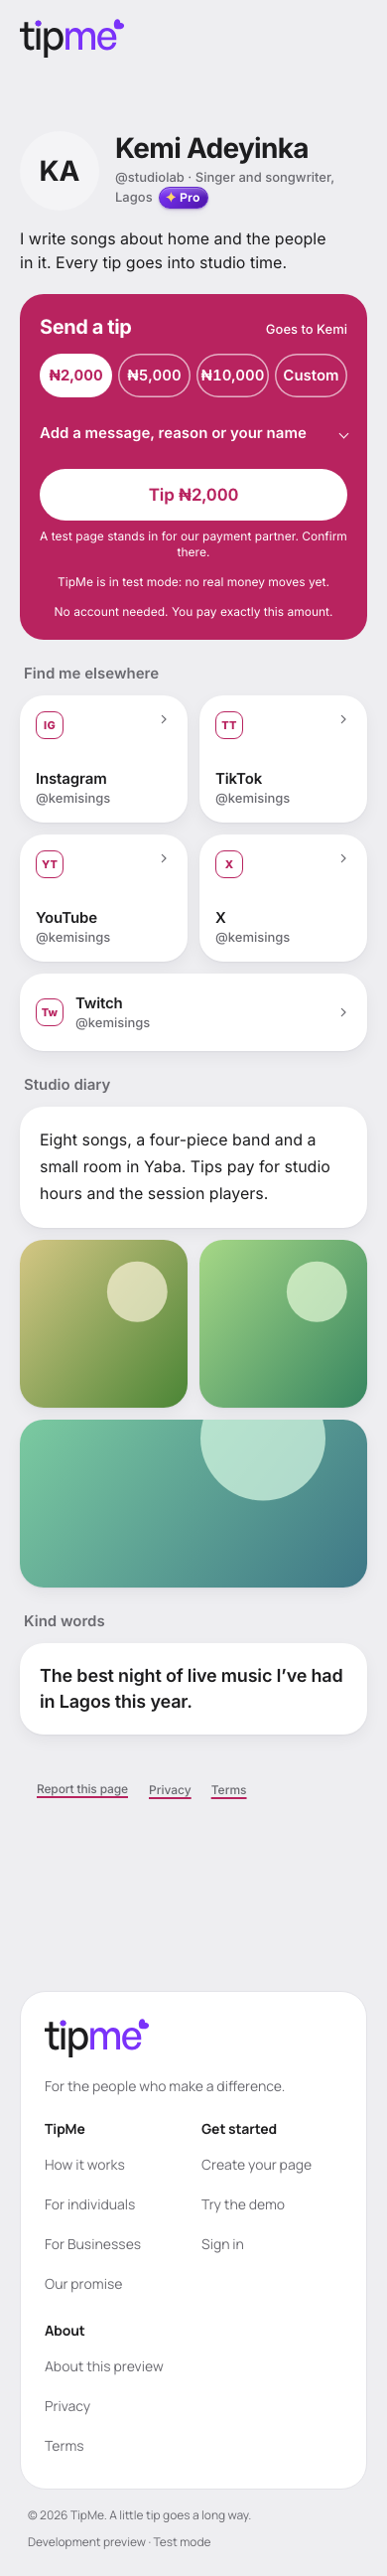 tipme
KA
Kemi Adeyinka
@studiolab · Singer and songwriter,
Lagos ✦ Pro
I write songs about home and the people
in it. Every tip goes into studio time.
Send a tip
Goes to Kemi
₦2,000 ₦5,000 ₦10,000 Custom
Add a message, reason or your name
Tip ₦2,000
A test page stands in for our payment partner. Confirm
there.
TipMe is in test mode: no real money moves yet.
No account needed. You pay exactly this amount.
Find me elsewhere
IG
Instagram
@kemisings
TT
TikTok
@kemisings
YT
YouTube
@kemisings
X
X
@kemisings
Tw
Twitch
@kemisings
Studio diary
Eight songs, a four-piece band and a
small room in Yaba. Tips pay for studio
hours and the session players.
Kind words
The best night of live music I’ve had
in Lagos this year.
Report this page Privacy Terms
tipme
For the people who make a difference.
TipMe
How it works
For individuals
For Businesses
Our promise
Get started
Create your page
Try the demo
Sign in
About
About this preview
Privacy
Terms
© 2026 TipMe. A little tip goes a long way.
Development preview · Test mode